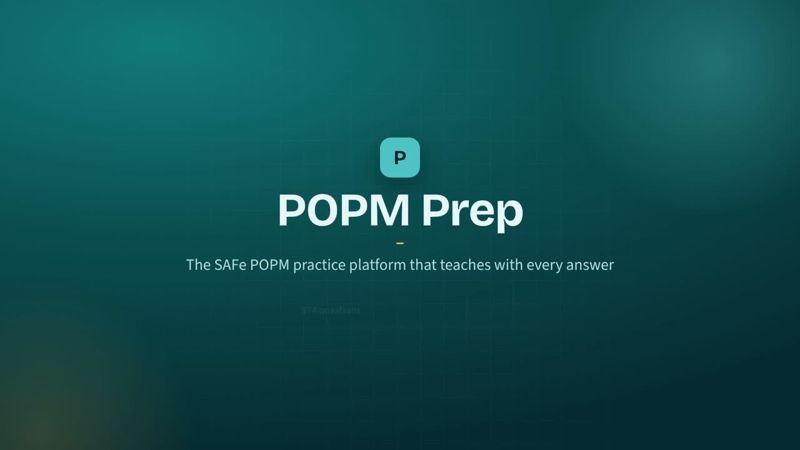 P
POPM Prep
The SAFe POPM practice platform that teaches with every answer